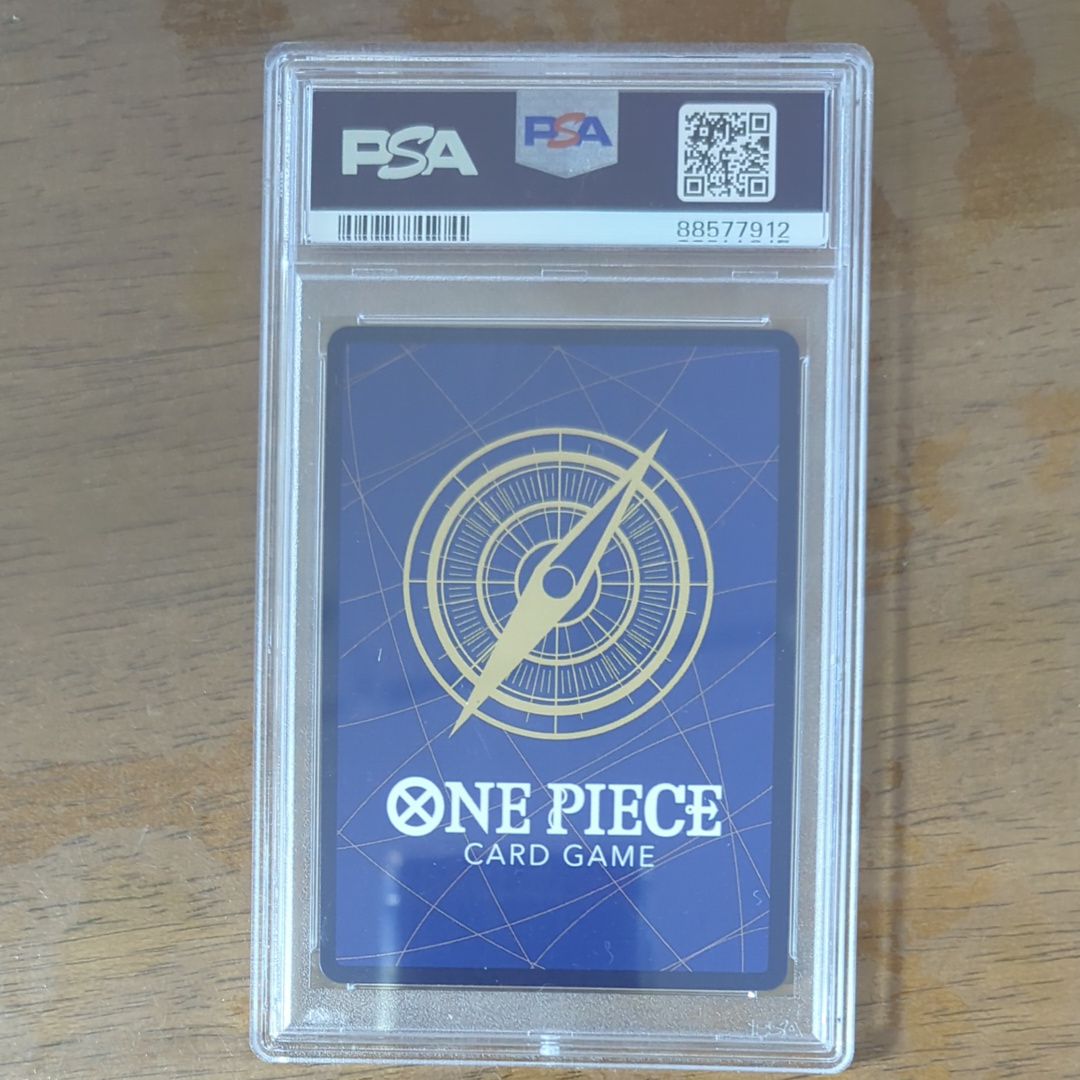 PSA
PSA
88577912
ONE PIECE
CARD GAME